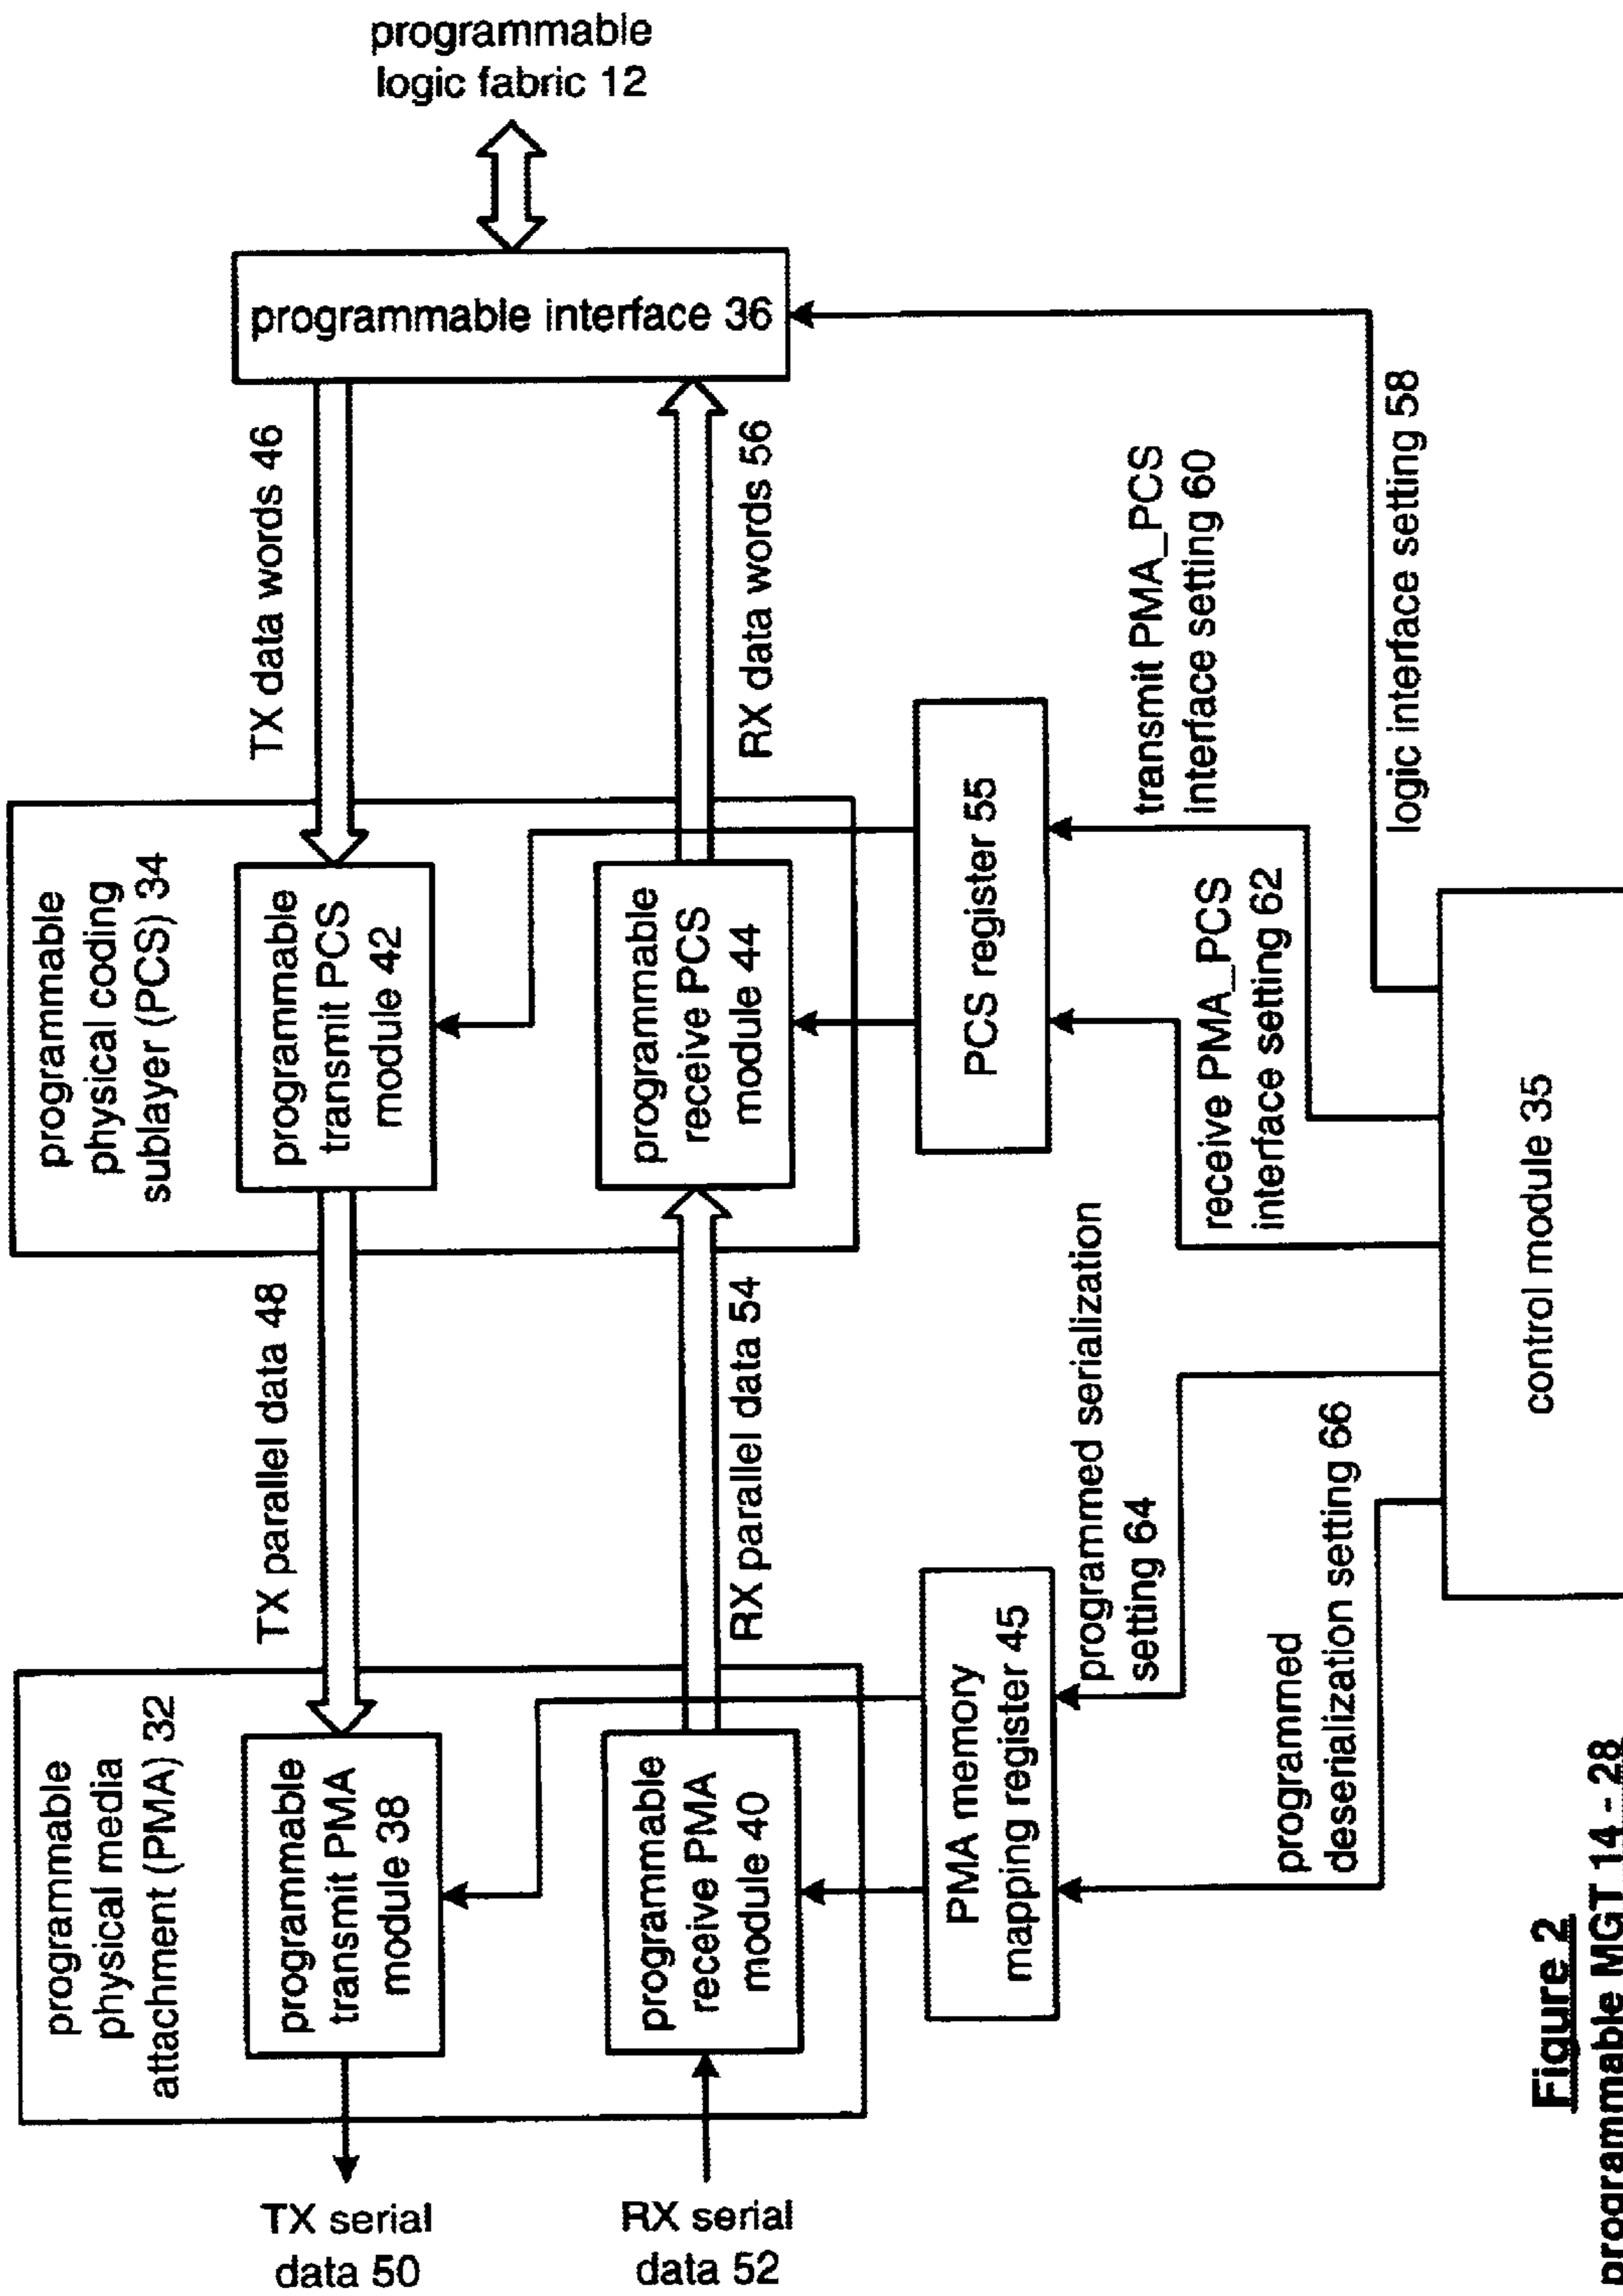 programmable
physical media
attachment (PMA) 32
programmable
transmit PMA
module 38
programmable
receive PMA
module 40
TX serial
data 50
RX serial
data 52
TX parallel data 48
RX parallel data 54
programmable
physical coding
sublayer (PCS) 34
programmable
transmit PCS
module 42
programmable
receive PCS
module 44
TX data words 46
RX data words 56
programmable interface 36
programmable
logic fabric 12
PMA memory
mapping register 45
PCS register 55
programmed serialization
setting 64
programmed
deserialization setting 66
receive PMA_PCS
interface setting 62
transmit PMA_PCS
interface setting 60
logic interface setting 58
control module 35
Figure 2
programmable MGT 14 - 28